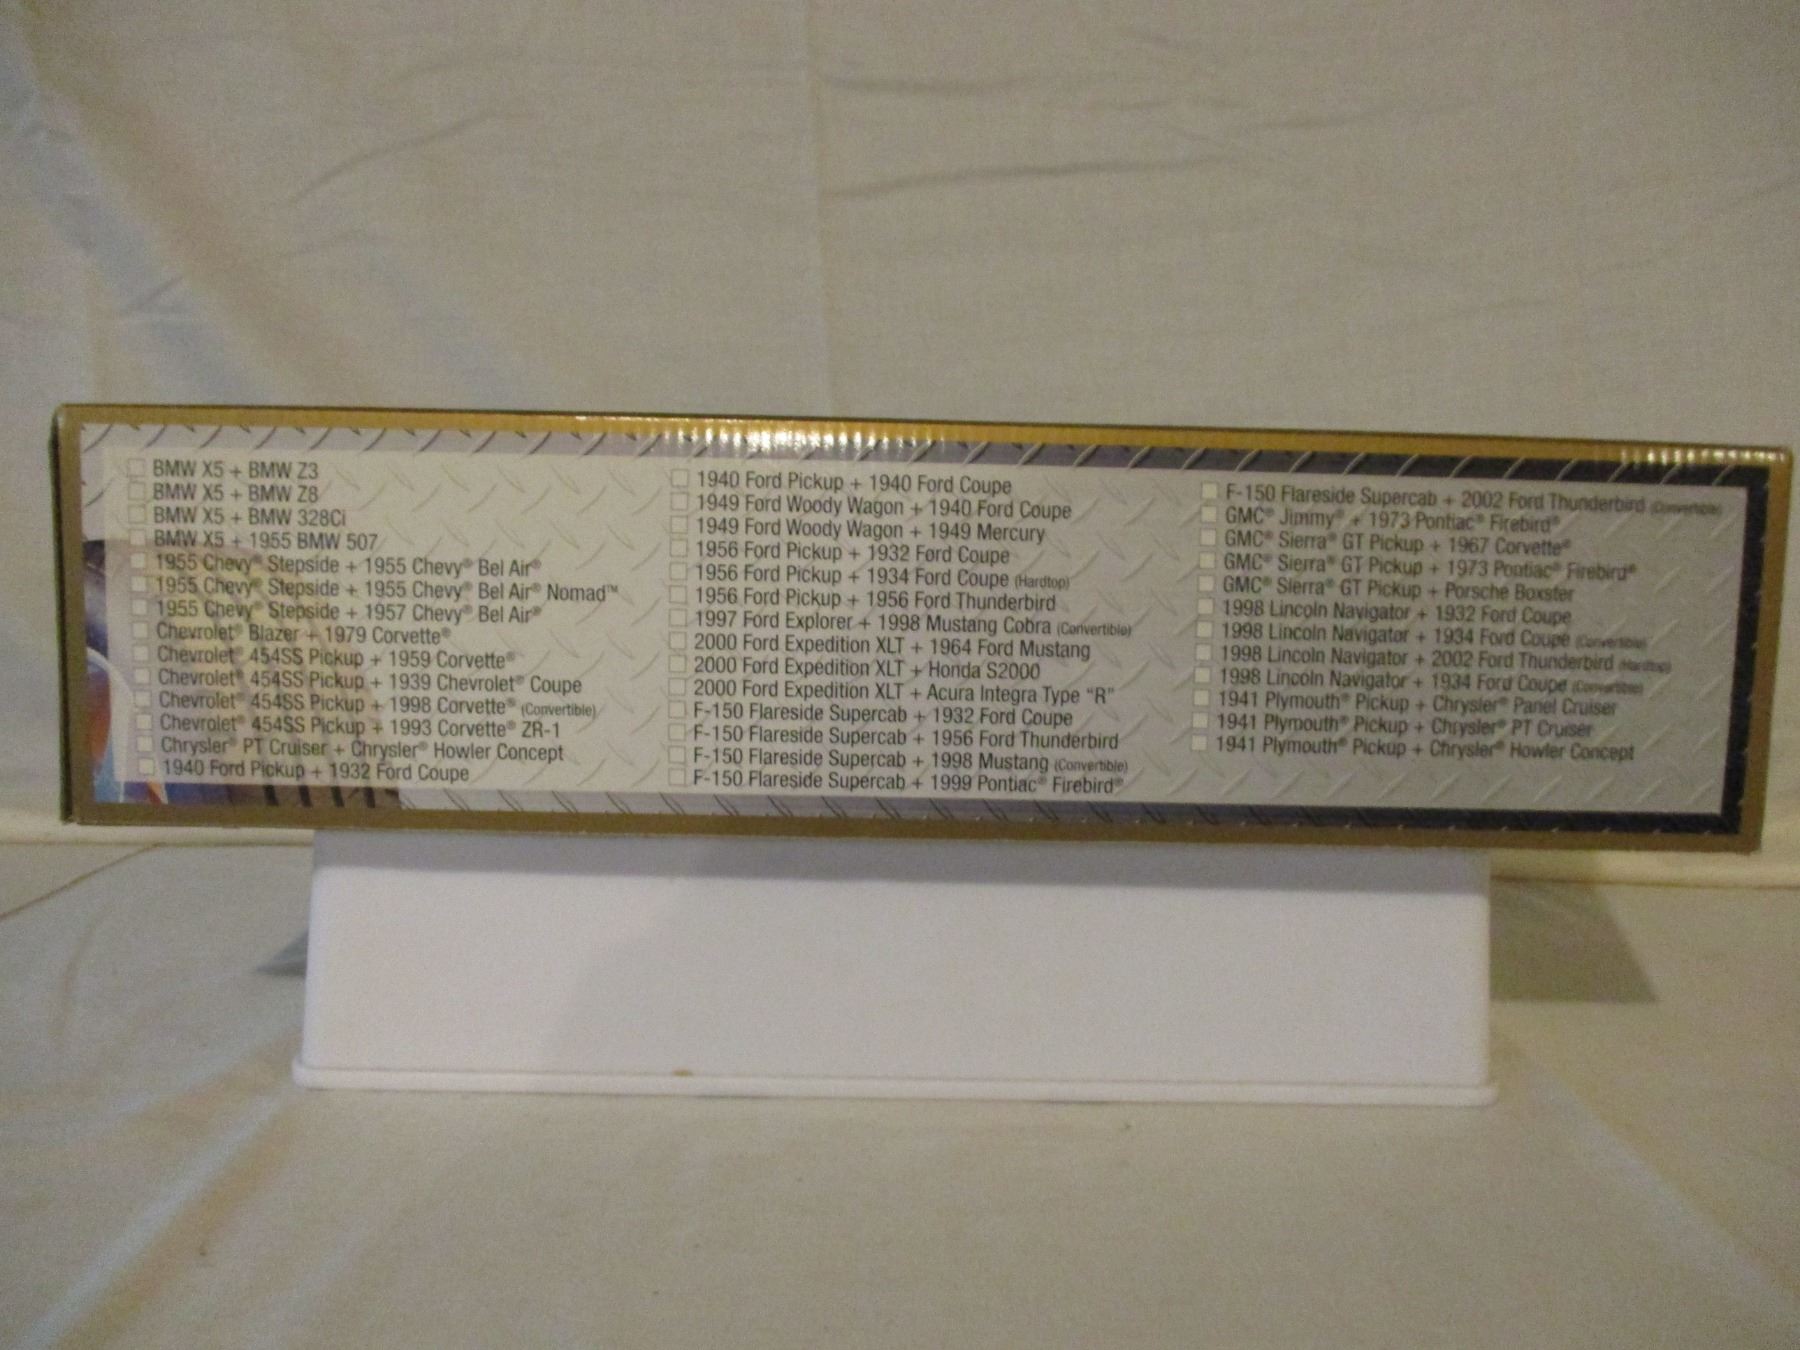 BMW X5 + BMW Z3
BMW X5 + BMW Z8
BMW X5 + BMW 328Ci
BMW X5 + 1955 BMW 507
1955 Chevy® Stepside + 1955 Chevy® Bel Air®
1955 Chevy® Stepside + 1955 Chevy® Bel Air® Nomad™
1955 Chevy® Stepside + 1957 Chevy® Bel Air®
Chevrolet® Blazer + 1979 Corvette®
Chevrolet® 454SS Pickup + 1959 Corvette®
Chevrolet® 454SS Pickup + 1939 Chevrolet® Coupe
Chevrolet® 454SS Pickup + 1998 Corvette® (Convertible)
Chevrolet® 454SS Pickup + 1993 Corvette® ZR-1
Chrysler® PT Cruiser + Chrysler® Howler Concept
1940 Ford Pickup + 1932 Ford Coupe
1940 Ford Pickup + 1940 Ford Coupe
1949 Ford Woody Wagon + 1940 Ford Coupe
1949 Ford Woody Wagon + 1949 Mercury
1956 Ford Pickup + 1932 Ford Coupe
1956 Ford Pickup + 1934 Ford Coupe (Hardtop)
1956 Ford Pickup + 1956 Ford Thunderbird
1997 Ford Explorer + 1998 Mustang Cobra (Convertible)
2000 Ford Expedition XLT + 1964 Ford Mustang
2000 Ford Expedition XLT + Honda S2000
2000 Ford Expedition XLT + Acura Integra Type “R”
F-150 Flareside Supercab + 1932 Ford Coupe
F-150 Flareside Supercab + 1956 Ford Thunderbird
F-150 Flareside Supercab + 1998 Mustang (Convertible)
F-150 Flareside Supercab + 1999 Pontiac® Firebird®
F-150 Flareside Supercab + 2002 Ford Thunderbird (Convertible)
GMC® Jimmy® + 1973 Pontiac® Firebird®
GMC® Sierra® GT Pickup + 1967 Corvette®
GMC® Sierra® GT Pickup + 1973 Pontiac® Firebird®
GMC® Sierra® GT Pickup + Porsche Boxster
1998 Lincoln Navigator + 1932 Ford Coupe
1998 Lincoln Navigator + 1934 Ford Coupe (Convertible)
1998 Lincoln Navigator + 2002 Ford Thunderbird (Hardtop)
1998 Lincoln Navigator + 1934 Ford Coupe (Convertible)
1941 Plymouth® Pickup + Chrysler® Panel Cruiser
1941 Plymouth® Pickup + Chrysler® PT Cruiser
1941 Plymouth® Pickup + Chrysler® Howler Concept